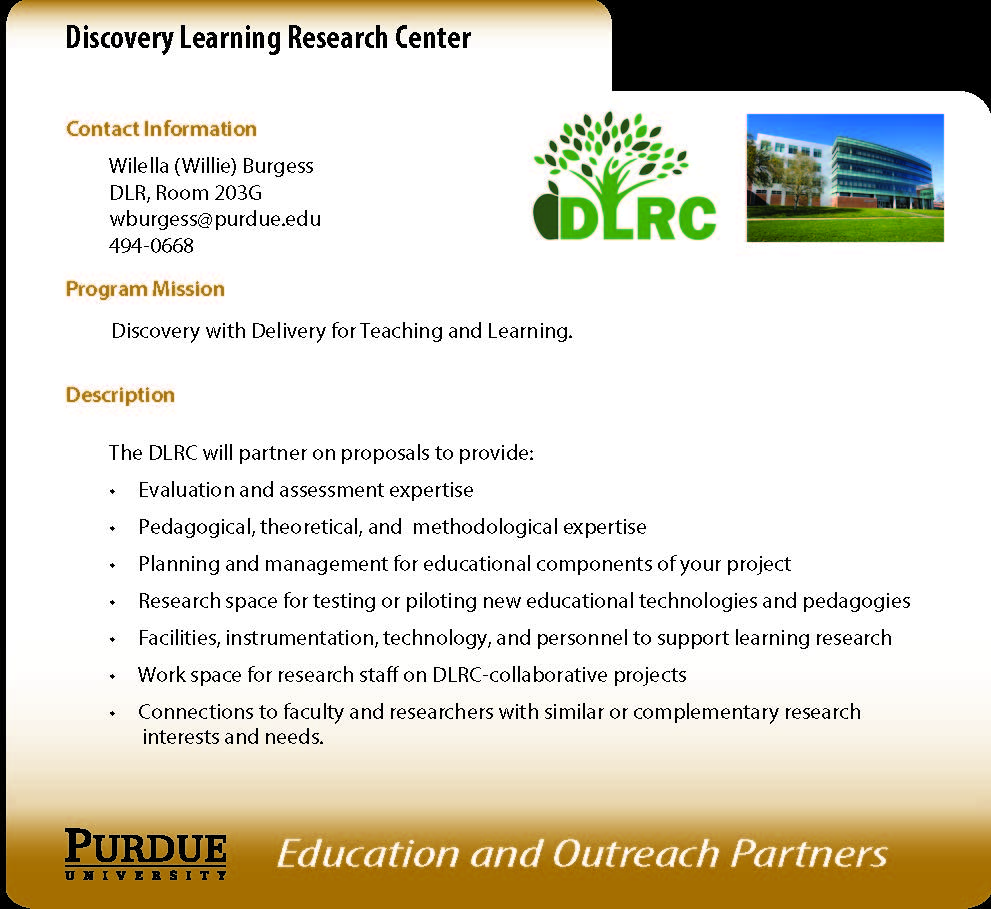 Discovery Learning Research Center
Contact Information
Wilella (Willie) Burgess
DLR, Room 203G
wburgess@purdue.edu
494-0668
DLRC
Program Mission
Discovery with Delivery for Teaching and Learning.
Description
The DLRC will partner on proposals to provide:
• Evaluation and assessment expertise
• Pedagogical, theoretical, and methodological expertise
• Planning and management for educational components of your project
• Research space for testing or piloting new educational technologies and pedagogies
• Facilities, instrumentation, technology, and personnel to support learning research
• Work space for research staff on DLRC-collaborative projects
• Connections to faculty and researchers with similar or complementary research
interests and needs.
PURDUE
UNIVERSITY
Education and Outreach Partners